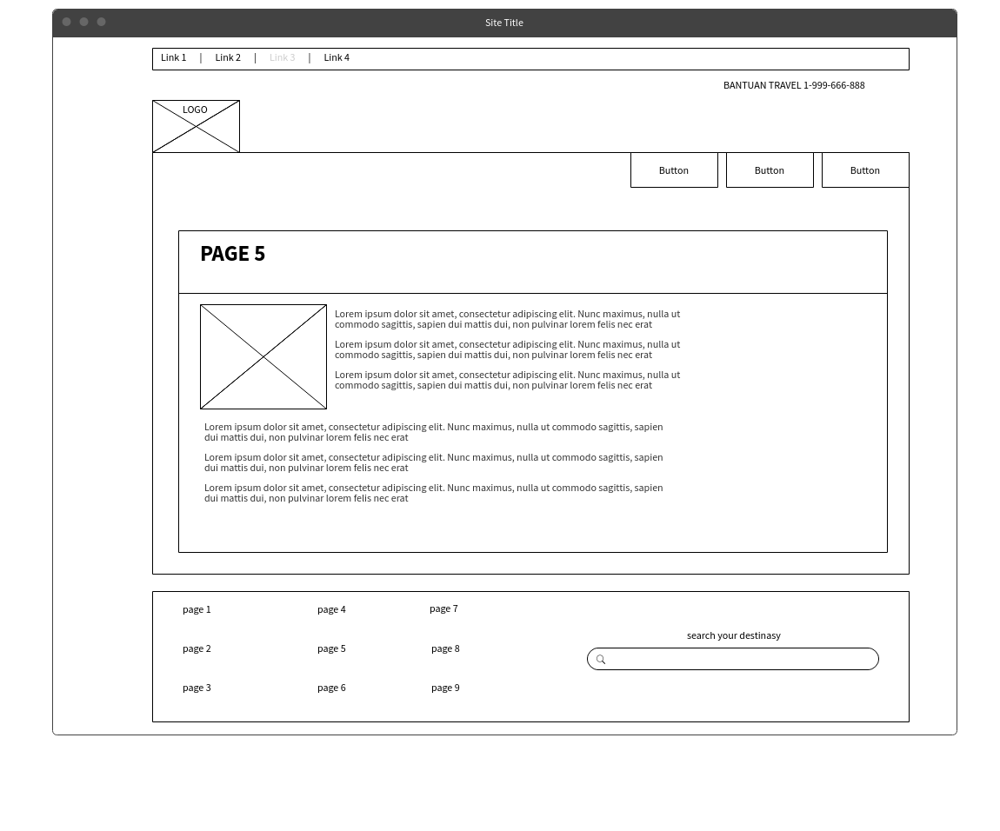 Site Title
Link 1 | Link 2 | Link 3 | Link 4
BANTUAN TRAVEL 1-999-666-888
LOGO
Button Button Button
PAGE 5
Lorem ipsum dolor sit amet, consectetur adipiscing elit. Nunc maximus, nulla ut
commodo sagittis, sapien dui mattis dui, non pulvinar lorem felis nec erat
Lorem ipsum dolor sit amet, consectetur adipiscing elit. Nunc maximus, nulla ut
commodo sagittis, sapien dui mattis dui, non pulvinar lorem felis nec erat
Lorem ipsum dolor sit amet, consectetur adipiscing elit. Nunc maximus, nulla ut
commodo sagittis, sapien dui mattis dui, non pulvinar lorem felis nec erat
Lorem ipsum dolor sit amet, consectetur adipiscing elit. Nunc maximus, nulla ut commodo sagittis, sapien
dui mattis dui, non pulvinar lorem felis nec erat
Lorem ipsum dolor sit amet, consectetur adipiscing elit. Nunc maximus, nulla ut commodo sagittis, sapien
dui mattis dui, non pulvinar lorem felis nec erat
Lorem ipsum dolor sit amet, consectetur adipiscing elit. Nunc maximus, nulla ut commodo sagittis, sapien
dui mattis dui, non pulvinar lorem felis nec erat
page 1 page 4 page 7
page 2 page 5 page 8
page 3 page 6 page 9
search your destinasy